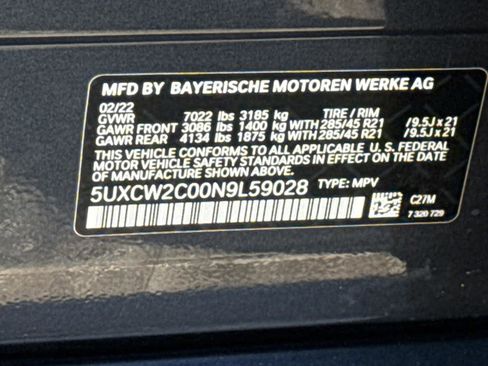 MFD BY BAYERISCHE MOTOREN WERKE AG
02/22
GVWR 7022 lbs 3185 kg TIRE / RIM
GAWR FRONT 3086 lbs 1400 kg WITH 285/45 R21 /9.5J x 21
GAWR REAR 4134 lbs 1875 kg WITH 285/45 R21 /9.5J x 21
THIS VEHICLE CONFORMS TO ALL APPLICABLE U. S. FEDERAL
MOTOR VEHICLE SAFETY STANDARDS IN EFFECT ON THE DATE OF MANUFACTURE SHOWN ABOVE.
5UXCW2C00N9L59028 TYPE: MPV
C27M
7 320 729